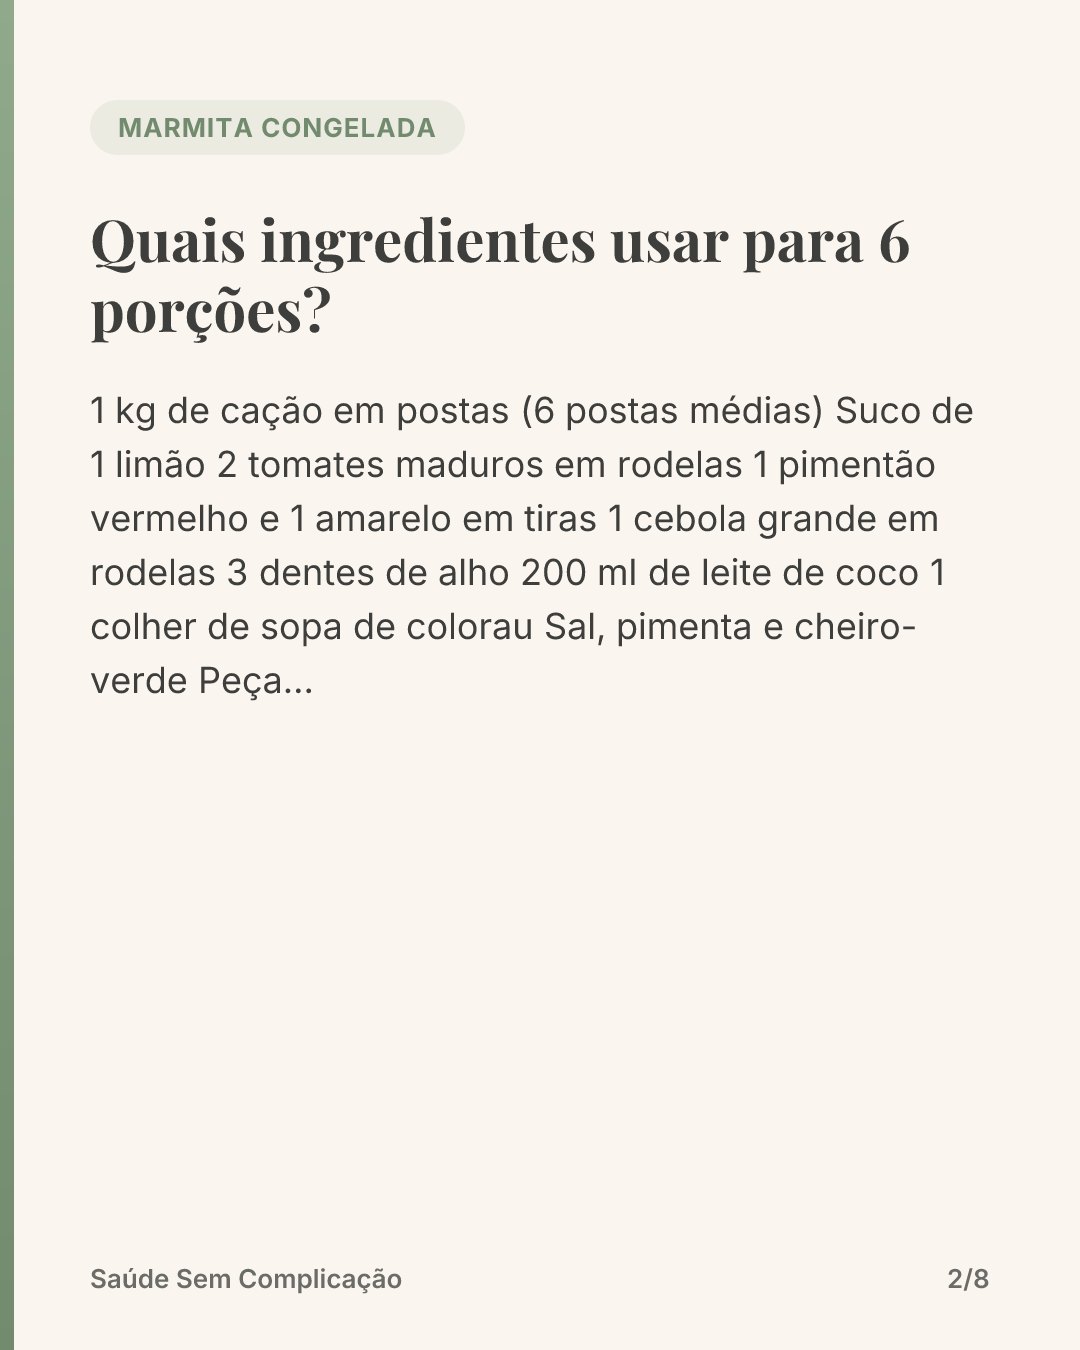 MARMITA CONGELADA
Quais ingredientes usar para 6
porções?
1 kg de cação em postas (6 postas médias) Suco de
1 limão 2 tomates maduros em rodelas 1 pimentão
vermelho e 1 amarelo em tiras 1 cebola grande em
rodelas 3 dentes de alho 200 ml de leite de coco 1
colher de sopa de colorau Sal, pimenta e cheiro-
verde Peça...
Saúde Sem Complicação
2/8